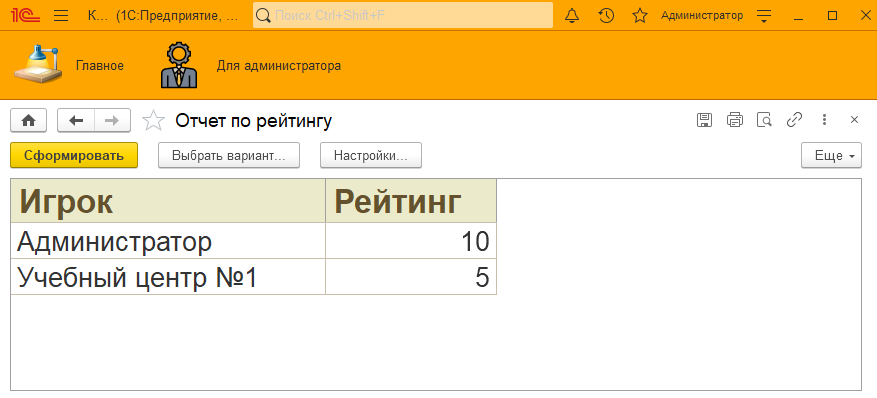 1С К... (1С:Предприятие, ... Поиск Ctrl+Shift+F Администратор
Главное Для администратора
Отчет по рейтингу
Сформировать Выбрать вариант... Настройки... Еще
Игрок Рейтинг
Администратор 10
Учебный центр №1 5